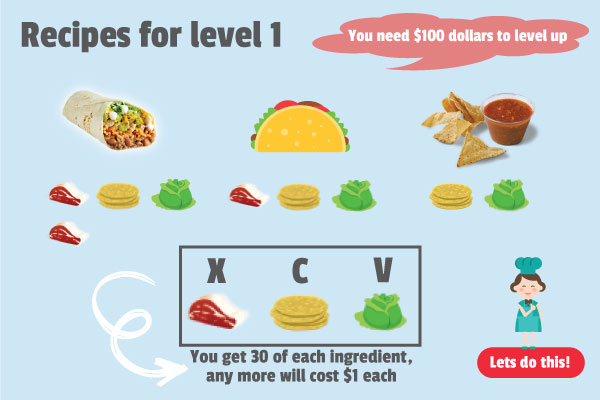 Recipes for level 1
You need $100 dollars to level up
X C V
You get 30 of each ingredient,
any more will cost $1 each
Lets do this!